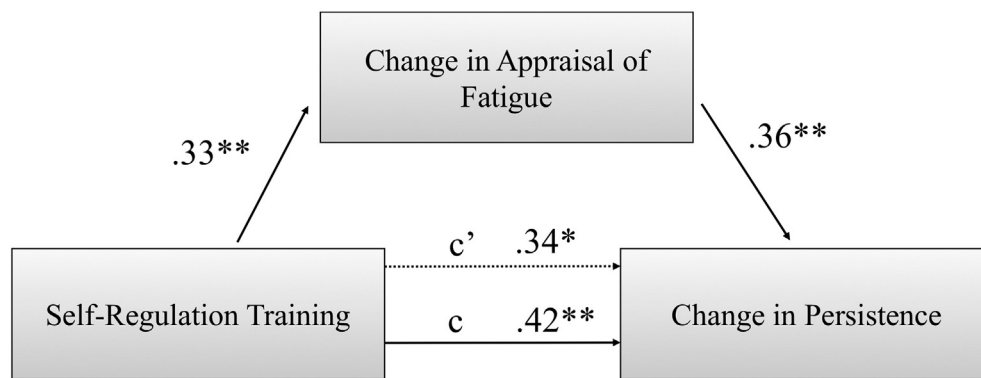 Change in Appraisal of
Fatigue
.33**
.36**
c’ .34*
Self-Regulation Training
c .42**
Change in Persistence